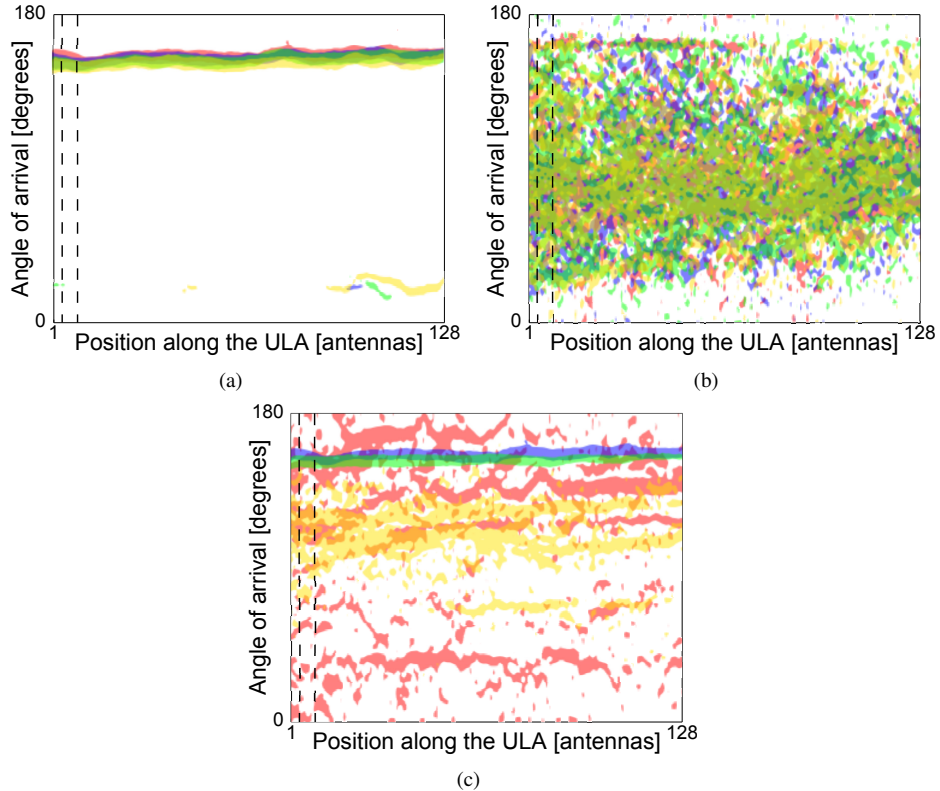 180
Angle of arrival [degrees]
0
1
128
Position along the ULA [antennas]
(a)
180
Angle of arrival [degrees]
0
1
128
Position along the ULA [antennas]
(b)
180
Angle of arrival [degrees]
0
1
128
Position along the ULA [antennas]
(c)